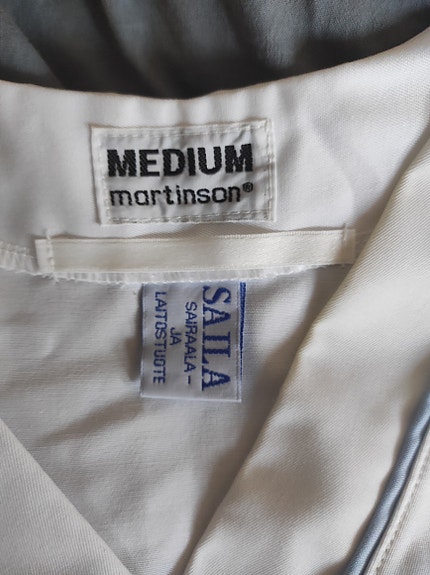 MEDIUM
martinson®
SAILA
SAIRAALA-
JA
LAITOSTUOTE